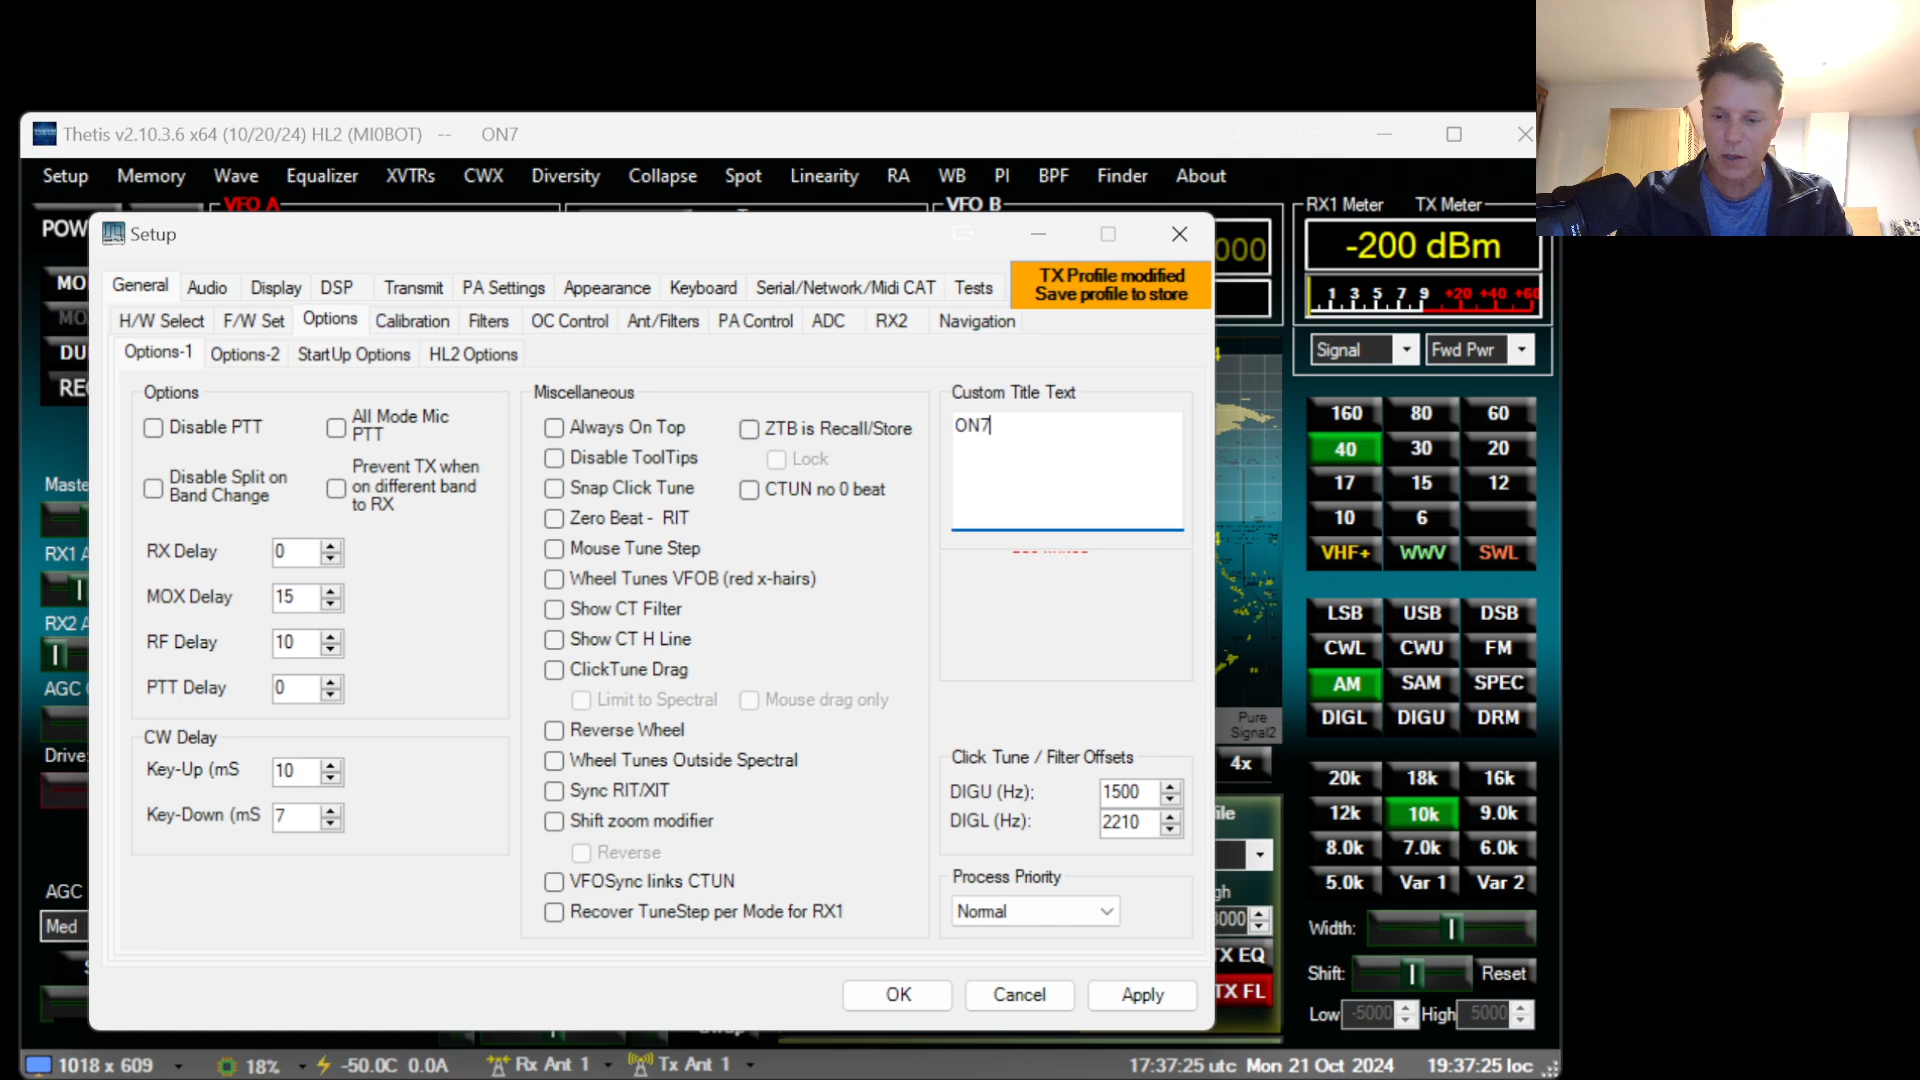 Thetis v2.10.3.6 x64 (10/20/24) HL2 (MI0BOT) -- ON7
Setup Memory Wave Equalizer XVTRs CWX Diversity Collapse Spot Linearity RA WB PI BPF Finder About
VFO A
VFO B
RX1 Meter TX Meter
Setup
-200 dBm
1 3 5 7 9 +20 +40 +60
Signal Fwd Pwr
General Audio Display DSP Transmit PA Settings Appearance Keyboard Serial/Network/Midi CAT Tests
TX Profile modified
Save profile to store
H/W Select F/W Set Options Calibration Filters OC Control Ant/Filters PA Control ADC RX2 Navigation
Options-1 Options-2 StartUp Options HL2 Options
Options
Disable PTT
All Mode Mic
PTT
Disable Split on
Band Change
Prevent TX when
on different band
to RX
RX Delay 0
MOX Delay 15
RF Delay 10
PTT Delay 0
CW Delay
Key-Up (mS 10
Key-Down (mS 7
Miscellaneous
Always On Top
Disable ToolTips
Snap Click Tune
Zero Beat - RIT
Mouse Tune Step
Wheel Tunes VFOB (red x-hairs)
Show CT Filter
Show CT H Line
ClickTune Drag
Limit to Spectral
Mouse drag only
Reverse Wheel
Wheel Tunes Outside Spectral
Sync RIT/XIT
Shift zoom modifier
Reverse
VFOSync links CTUN
Recover TuneStep per Mode for RX1
ZTB is Recall/Store
Lock
CTUN no 0 beat
Custom Title Text
ON7
Click Tune / Filter Offsets
DIGU (Hz); 1500
DIGL (Hz): 2210
Process Priority
Normal
OK Cancel Apply
Pure
Signal2
4x
TX FL
160 80 60
40 30 20
17 15 12
10 6
VHF+ WWV SWL
LSB USB DSB
CWL CWU FM
AM SAM SPEC
DIGL DIGU DRM
20k 18k 16k
12k 10k 9.0k
8.0k 7.0k 6.0k
5.0k Var 1 Var 2
Width:
Shift: Reset
Low -5000 High 5000
AGC
Med
1018 x 609 18% -50.0C 0.0A Rx Ant 1 Tx Ant 1 17:37:25 utc Mon 21 Oct 2024 19:37:25 loc